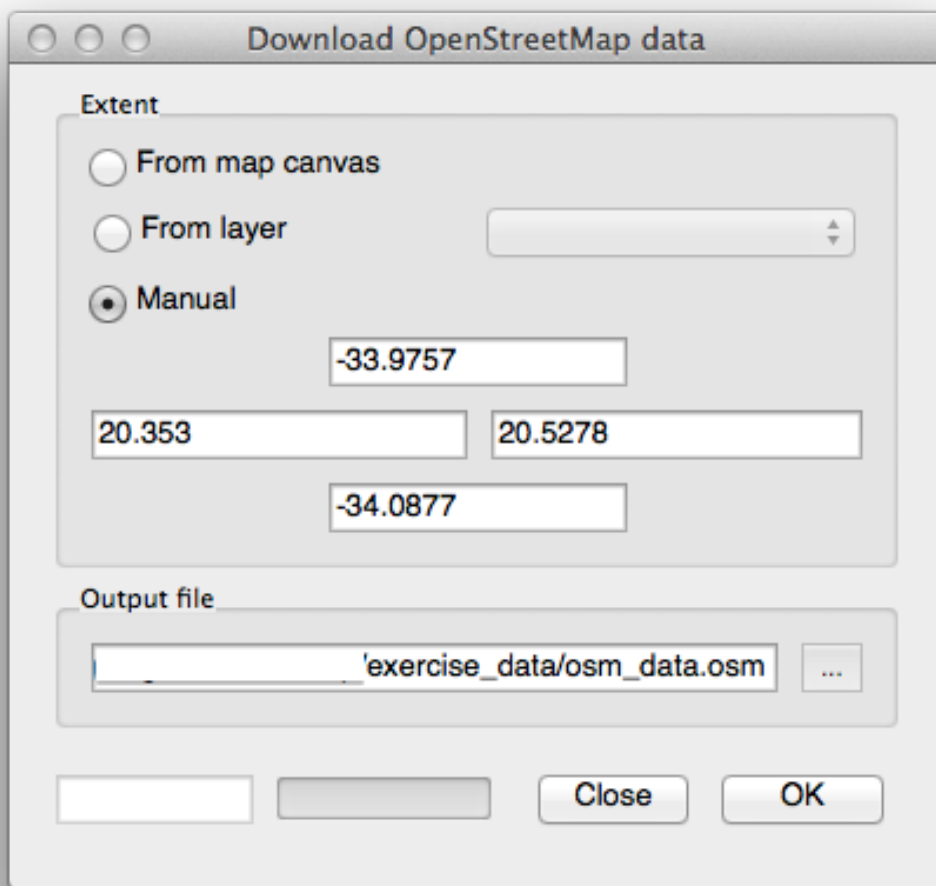 Download OpenStreetMap data
Extent
From map canvas
From layer
Manual
-33.9757
20.353 20.5278
-34.0877
Output file
/exercise_data/osm_data.osm ...
Close OK